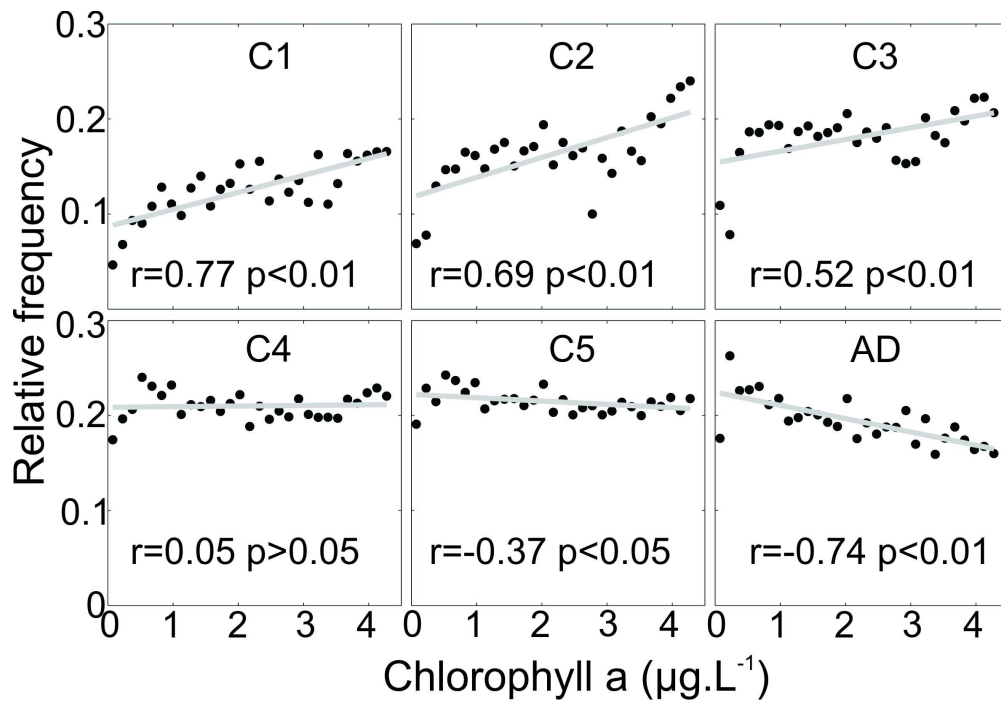 0.3
C1
C2
C3
0.2
0.1
r=0.77 p<0.01
r=0.69 p<0.01
r=0.52 p<0.01
Relative frequency
0.3
C4
C5
AD
0.2
0.1
r=0.05 p>0.05
r=-0.37 p<0.05
r=-0.74 p<0.01
0
0 1 2 3 4
0 1 2 3 4
0 1 2 3 4
Chlorophyll a (µg.L⁻¹)